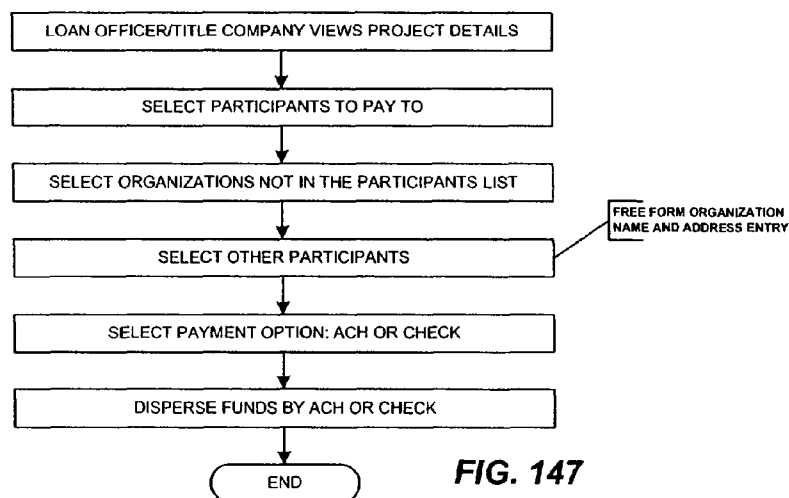 LOAN OFFICER/TITLE COMPANY VIEWS PROJECT DETAILS
SELECT PARTICIPANTS TO PAY TO
SELECT ORGANIZATIONS NOT IN THE PARTICIPANTS LIST
FREE FORM ORGANIZATION
NAME AND ADDRESS ENTRY
SELECT OTHER PARTICIPANTS
SELECT PAYMENT OPTION: ACH OR CHECK
DISPERSE FUNDS BY ACH OR CHECK
END
FIG. 147